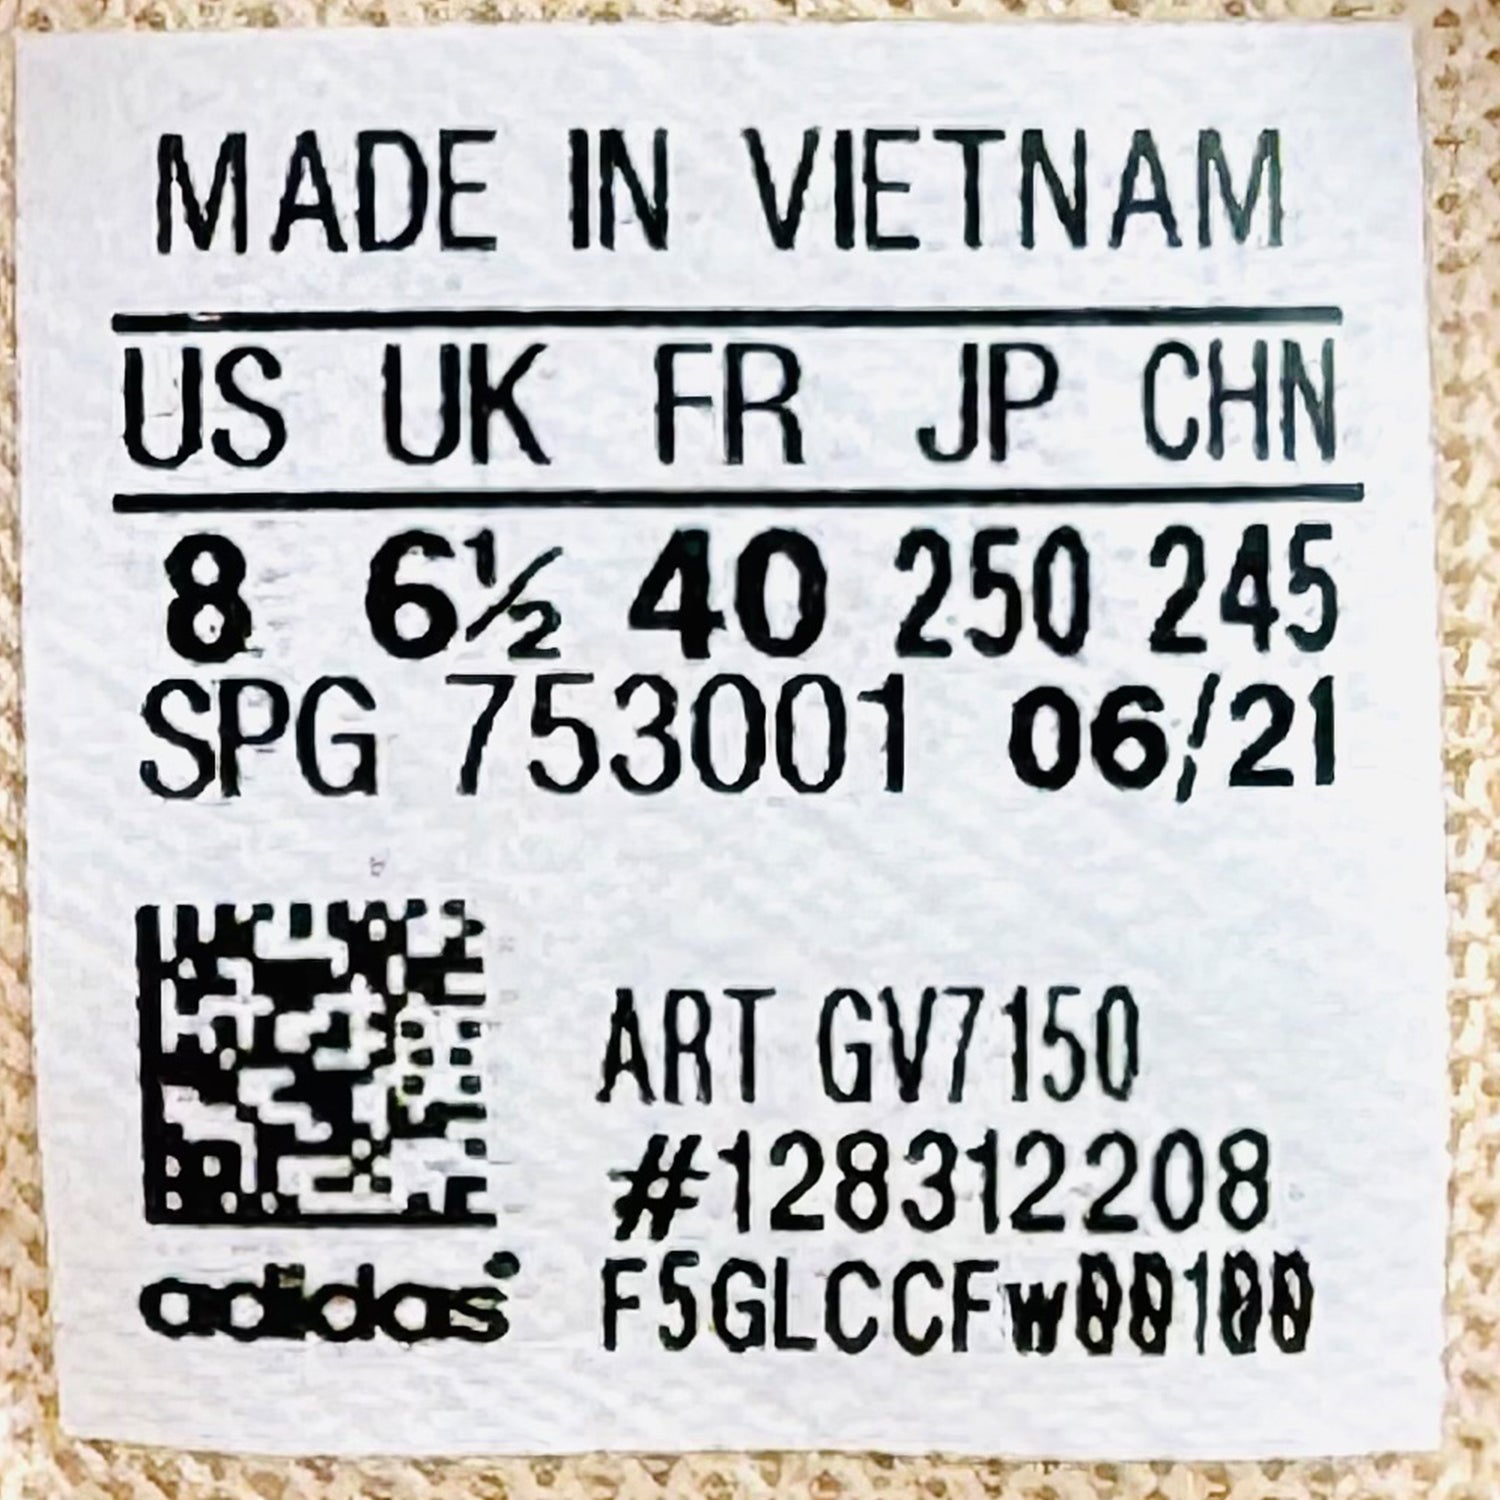 MADE IN VIETNAM
US UK FR JP CHN
8 6½ 40 250 245
SPG 753001 06/21
ART GV7150
#128312208
adidas